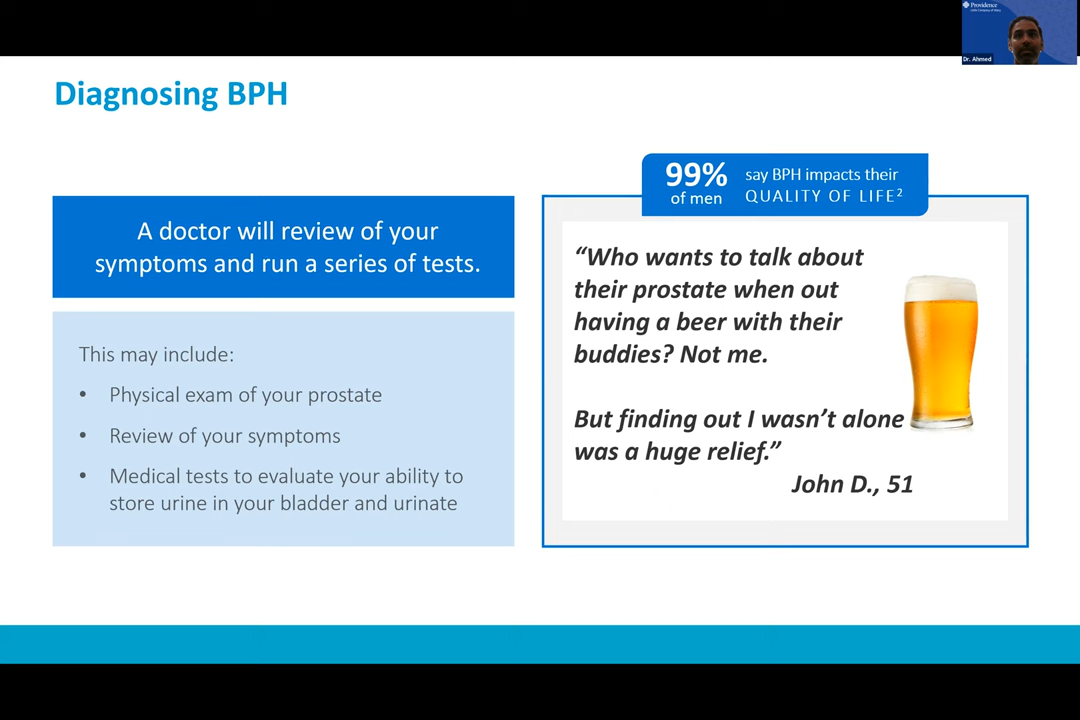 Providence
Little Company of Mary
Dr. Ahmed
Diagnosing BPH
A doctor will review of your
symptoms and run a series of tests.
This may include:
• Physical exam of your prostate
• Review of your symptoms
• Medical tests to evaluate your ability to
store urine in your bladder and urinate
99%
of men
say BPH impacts their
QUALITY OF LIFE²
“Who wants to talk about
their prostate when out
having a beer with their
buddies? Not me.
But finding out I wasn’t alone
was a huge relief.”
John D., 51